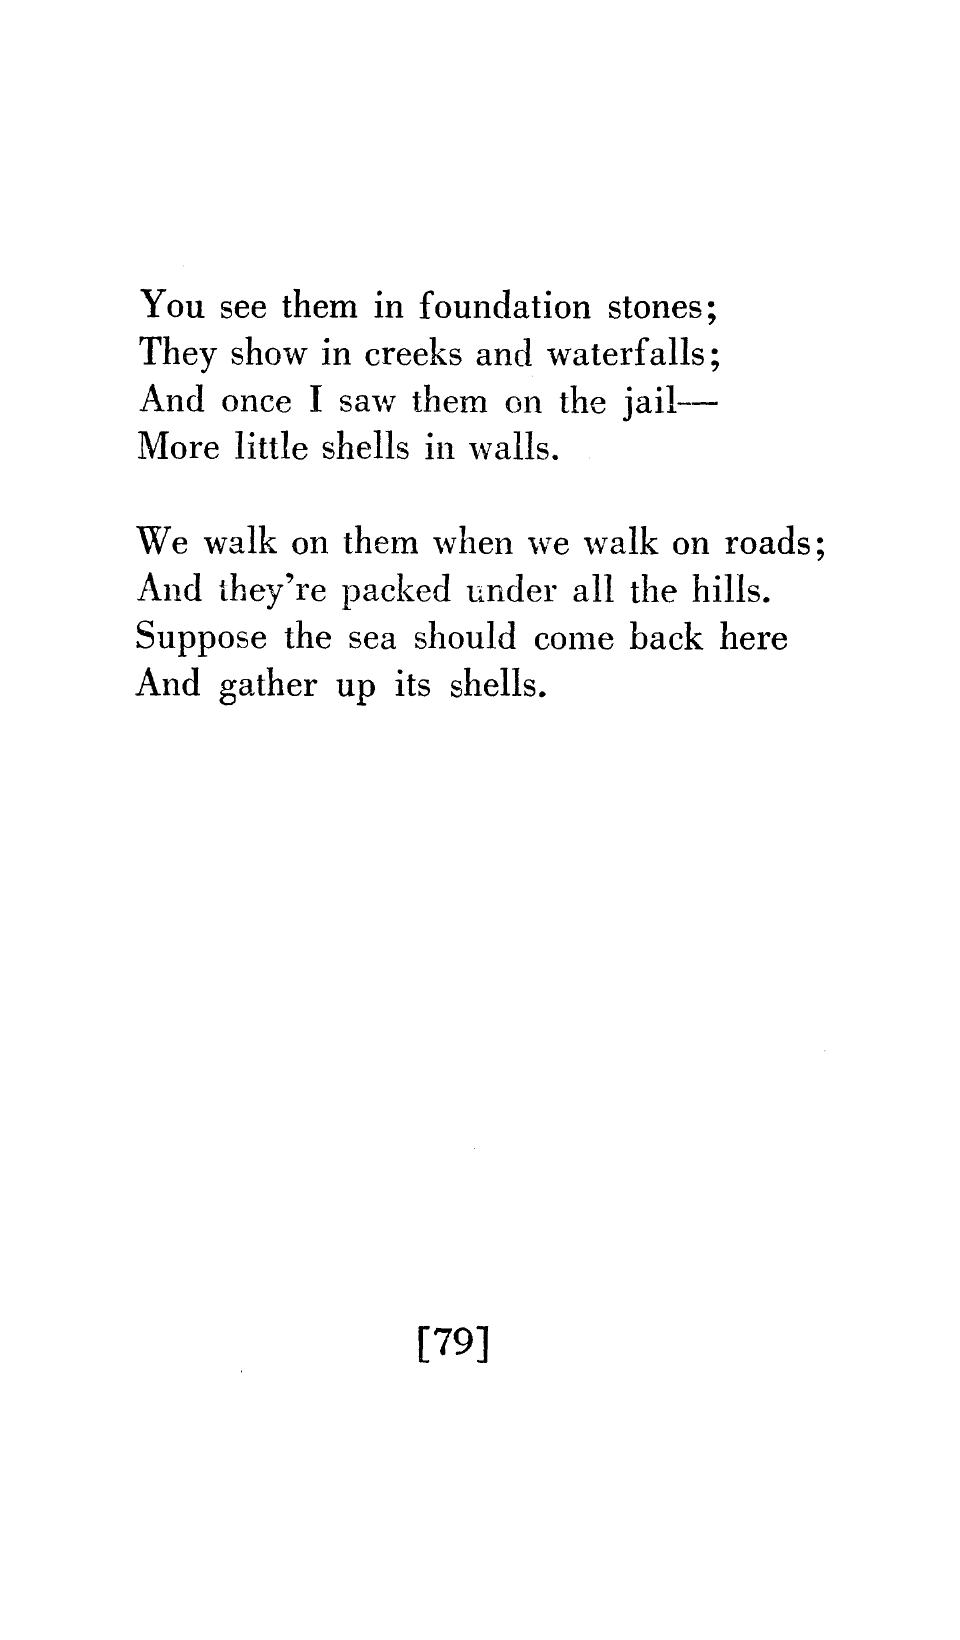 You see them in foundation stones;
They show in creeks and waterfalls;
And once I saw them on the jail—
More little shells in walls.

We walk on them when we walk on roads;
And they're packed under all the hills.
Suppose the sea should come back here
And gather up its shells.

[79]